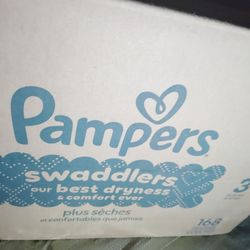 Pampers
swaddlers
our best dryness
& comfort ever
plus sèches
et confortables que jamais
3
168